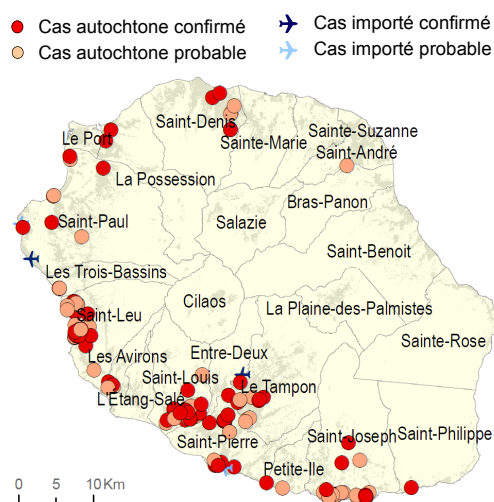 Cas autochtone confirmé
Cas importé confirmé
Cas autochtone probable
Cas importé probable
Saint-Denis
Le Port
Sainte-Marie
Sainte-Suzanne
Saint-André
La Possession
Bras-Panon
Saint-Paul
Salazie
Saint-Benoit
Les Trois-Bassins
Cilaos
La Plaine-des-Palmistes
Saint-Leu
Sainte-Rose
Les Avirons
Entre-Deux
Saint-Louis
Le Tampon
L'Etang-Salé
Saint-Pierre
Saint-Joseph
Saint-Philippe
Petite-Ile
0 5 10 Km